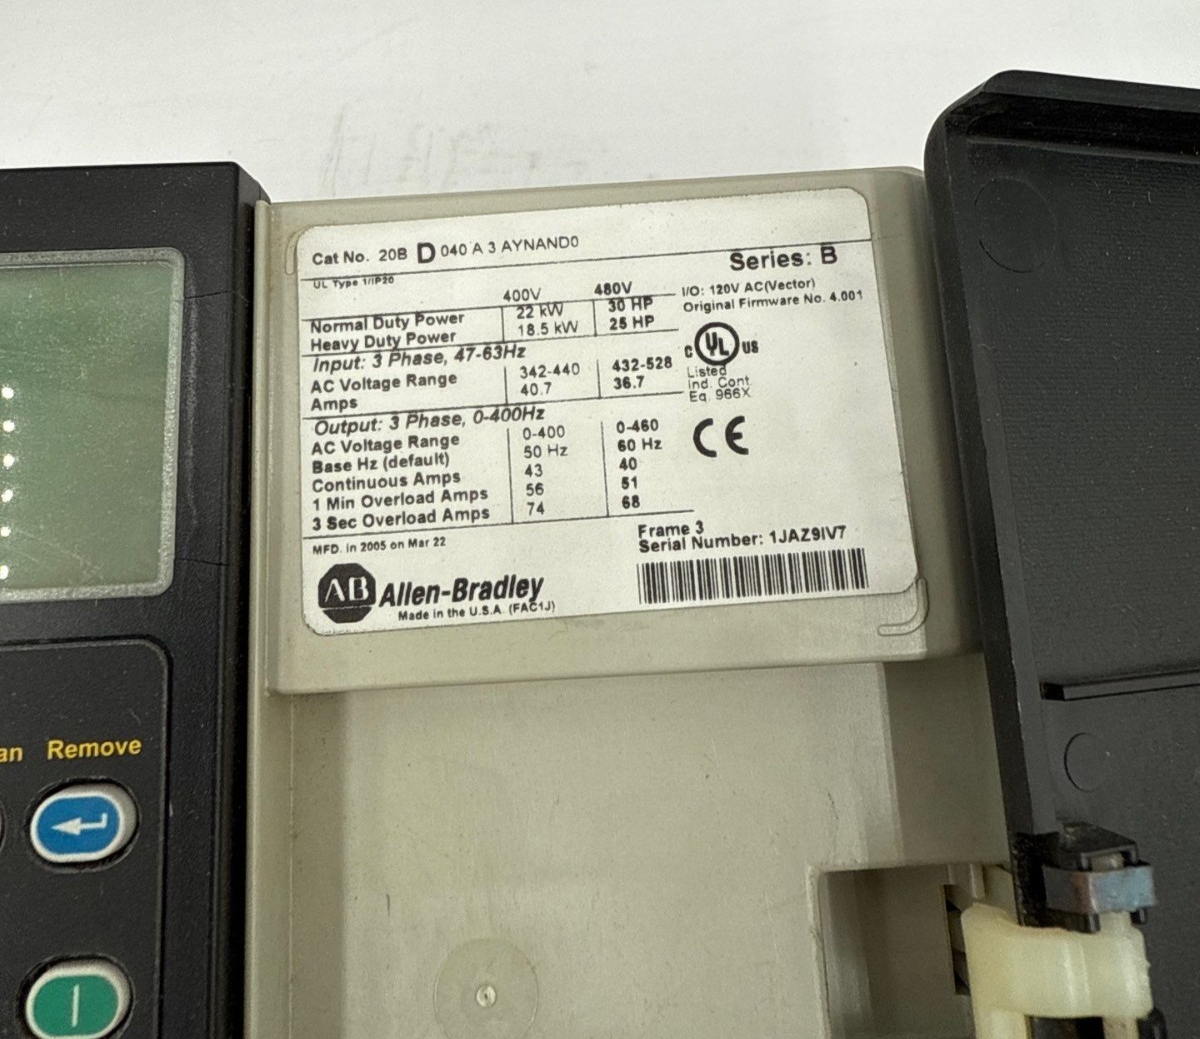 Cat No. 20B D 040 A 3 AYNAND0
UL Type 1/IP20
Series: B
400V 480V
I/O: 120V AC(Vector)
Normal Duty Power 22 kW 30 HP
Original Firmware No. 4.001
Heavy Duty Power 18.5 kW 25 HP
Input: 3 Phase, 47-63Hz
C UL US
AC Voltage Range 342-440 432-528
Listed
Amps 40.7 36.7
Ind. Cont.
Eq. 966X
Output: 3 Phase, 0-400Hz
CE
AC Voltage Range 0-400 0-460
Base Hz (default) 50 Hz 60 Hz
Continuous Amps 43 40
1 Min Overload Amps 56 51
3 Sec Overload Amps 74 68
MFD. in 2005 on Mar 22
Frame 3
Serial Number: 1JAZ9IV7
AB Allen-Bradley
Made in the U.S.A. (FAC1J)
an Remove